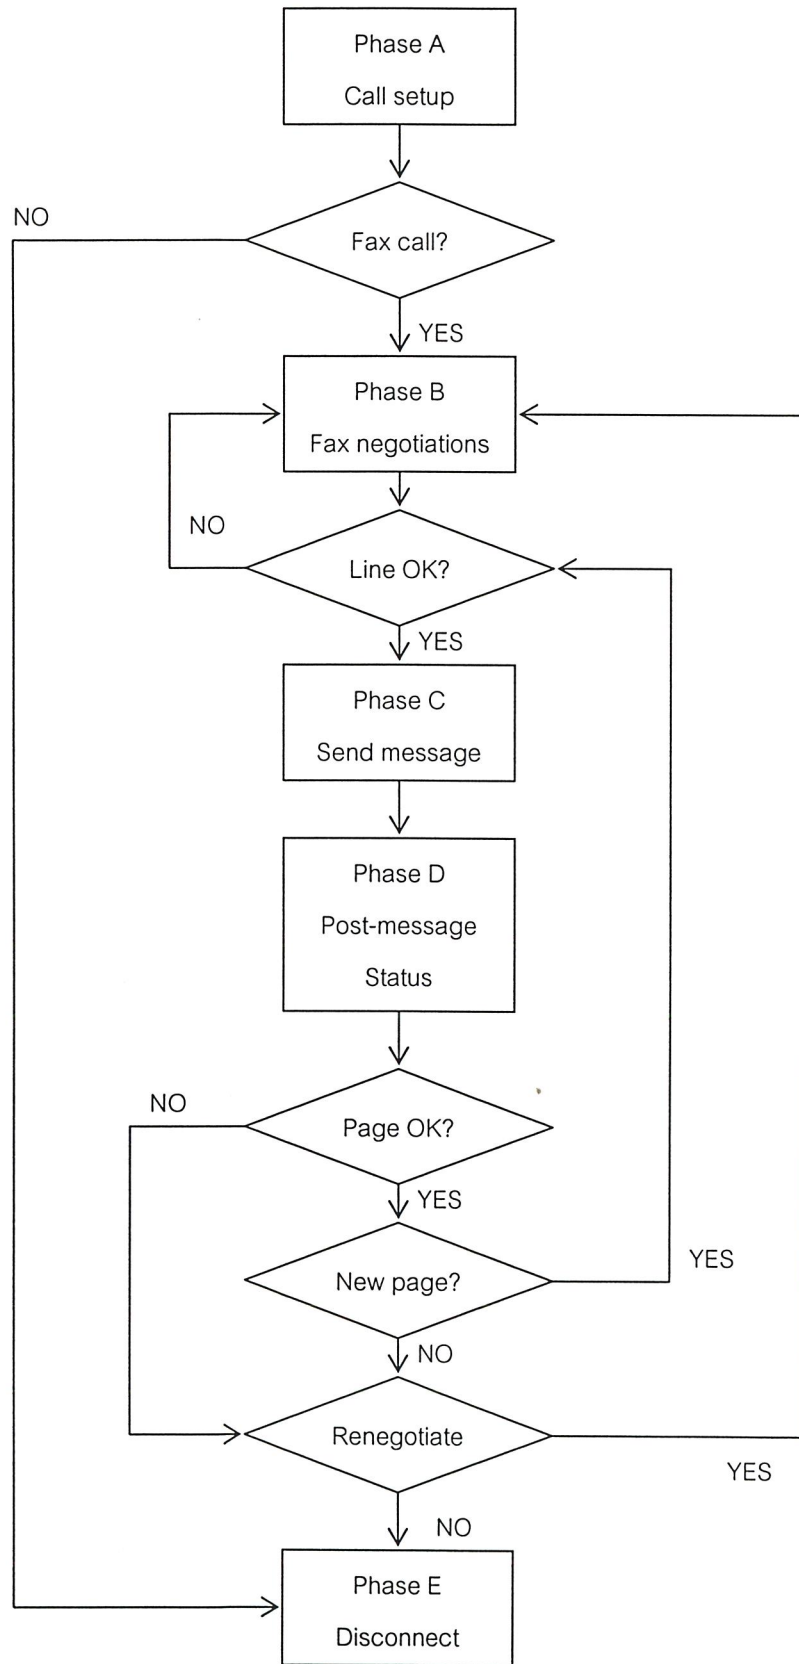 Phase A
Call setup
NO
Fax call?
YES
Phase B
Fax negotiations
NO
Line OK?
YES
Phase C
Send message
Phase D
Post-message
Status
NO
Page OK?
YES
New page?
YES
NO
Renegotiate
YES
NO
Phase E
Disconnect